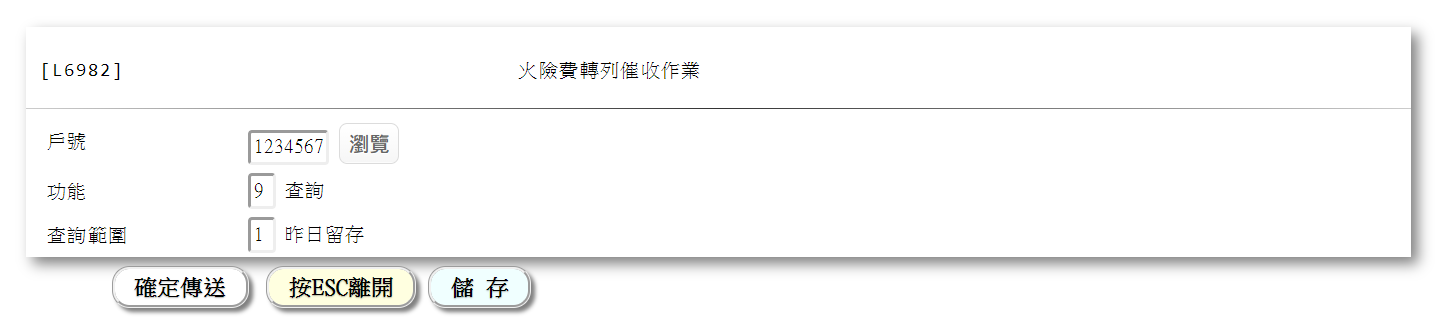 [L6982] 火險費轉列催收作業
戶號 1234567 瀏覽
功能 9 查詢
查詢範圍 1 昨日留存
確定傳送 按ESC離開 儲 存